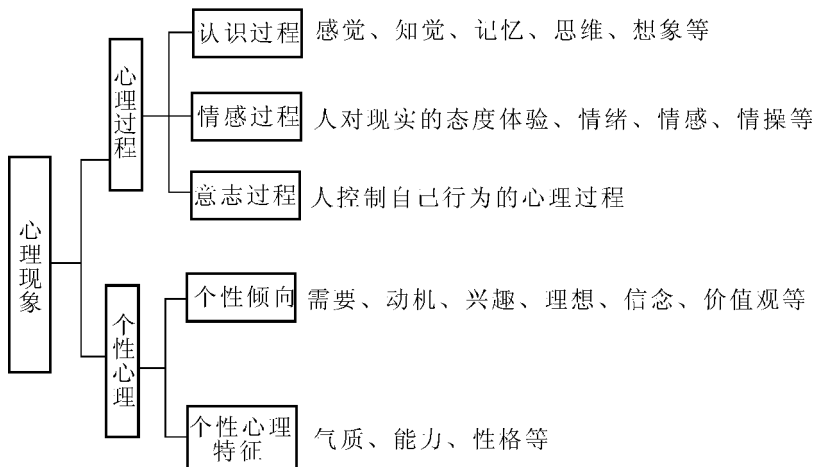 认识过程 感觉、知觉、记忆、思维、想象等
心理过程
情感过程 人对现实的态度体验、情绪、情感、情操等
意志过程 人控制自己行为的心理过程
心理现象
个性倾向 需要、动机、兴趣、理想、信念、价值观等
个性心理
个性心理
特征
气质、能力、性格等